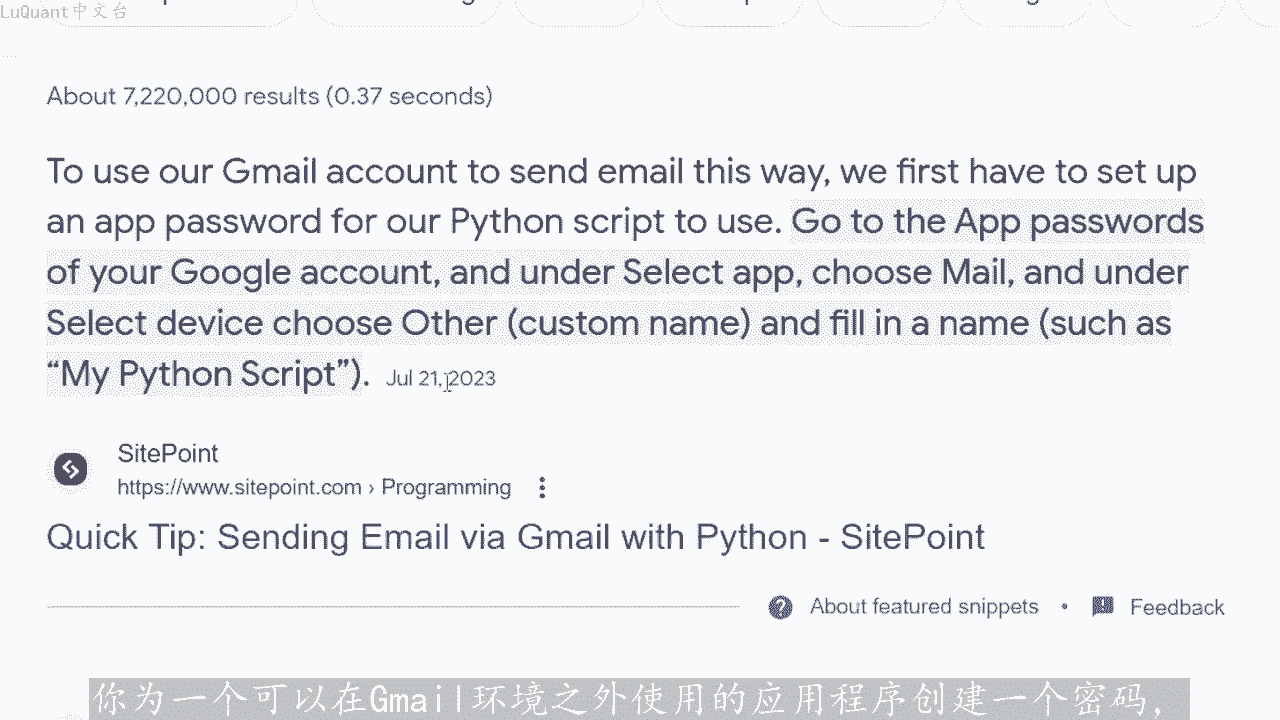 LuQuant中文台
About 7,220,000 results (0.37 seconds)
To use our Gmail account to send email this way, we first have to set up
an app password for our Python script to use. Go to the App passwords
of your Google account, and under Select app, choose Mail, and under
Select device choose Other (custom name) and fill in a name (such as
“My Python Script”). Jul 21, 2023
SitePoint
https://www.sitepoint.com › Programming
Quick Tip: Sending Email via Gmail with Python - SitePoint
About featured snippets • Feedback
你为一个可以在Gmail环境之外使用的应用程序创建一个密码，